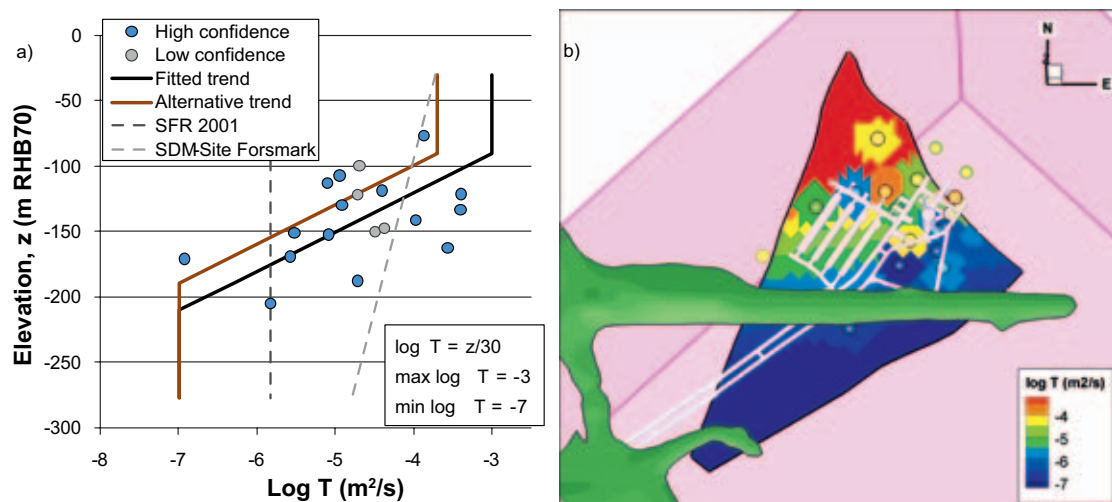 a)
High confidence
Low confidence
Fitted trend
Alternative trend
SFR 2001
SDM-Site Forsmark
0
-50
-100
-150
-200
-250
-300
Elevation, z (m RHB70)
-8
-7
-6
-5
-4
-3
Log T (m²/s)
log T = z/30
max log T = -3
min log T = -7
b)
N
Z
E
log T (m2/s)
-4
-5
-6
-7